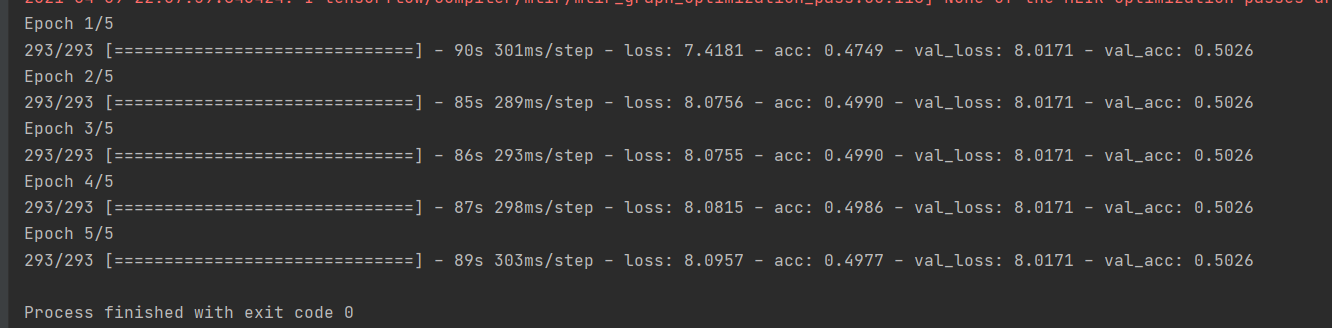 Epoch 1/5
293/293 [==============================] - 90s 301ms/step - loss: 7.4181 - acc: 0.4749 - val_loss: 8.0171 - val_acc: 0.5026
Epoch 2/5
293/293 [==============================] - 85s 289ms/step - loss: 8.0756 - acc: 0.4990 - val_loss: 8.0171 - val_acc: 0.5026
Epoch 3/5
293/293 [==============================] - 86s 293ms/step - loss: 8.0755 - acc: 0.4990 - val_loss: 8.0171 - val_acc: 0.5026
Epoch 4/5
293/293 [==============================] - 87s 298ms/step - loss: 8.0815 - acc: 0.4986 - val_loss: 8.0171 - val_acc: 0.5026
Epoch 5/5
293/293 [==============================] - 89s 303ms/step - loss: 8.0957 - acc: 0.4977 - val_loss: 8.0171 - val_acc: 0.5026
Process finished with exit code 0